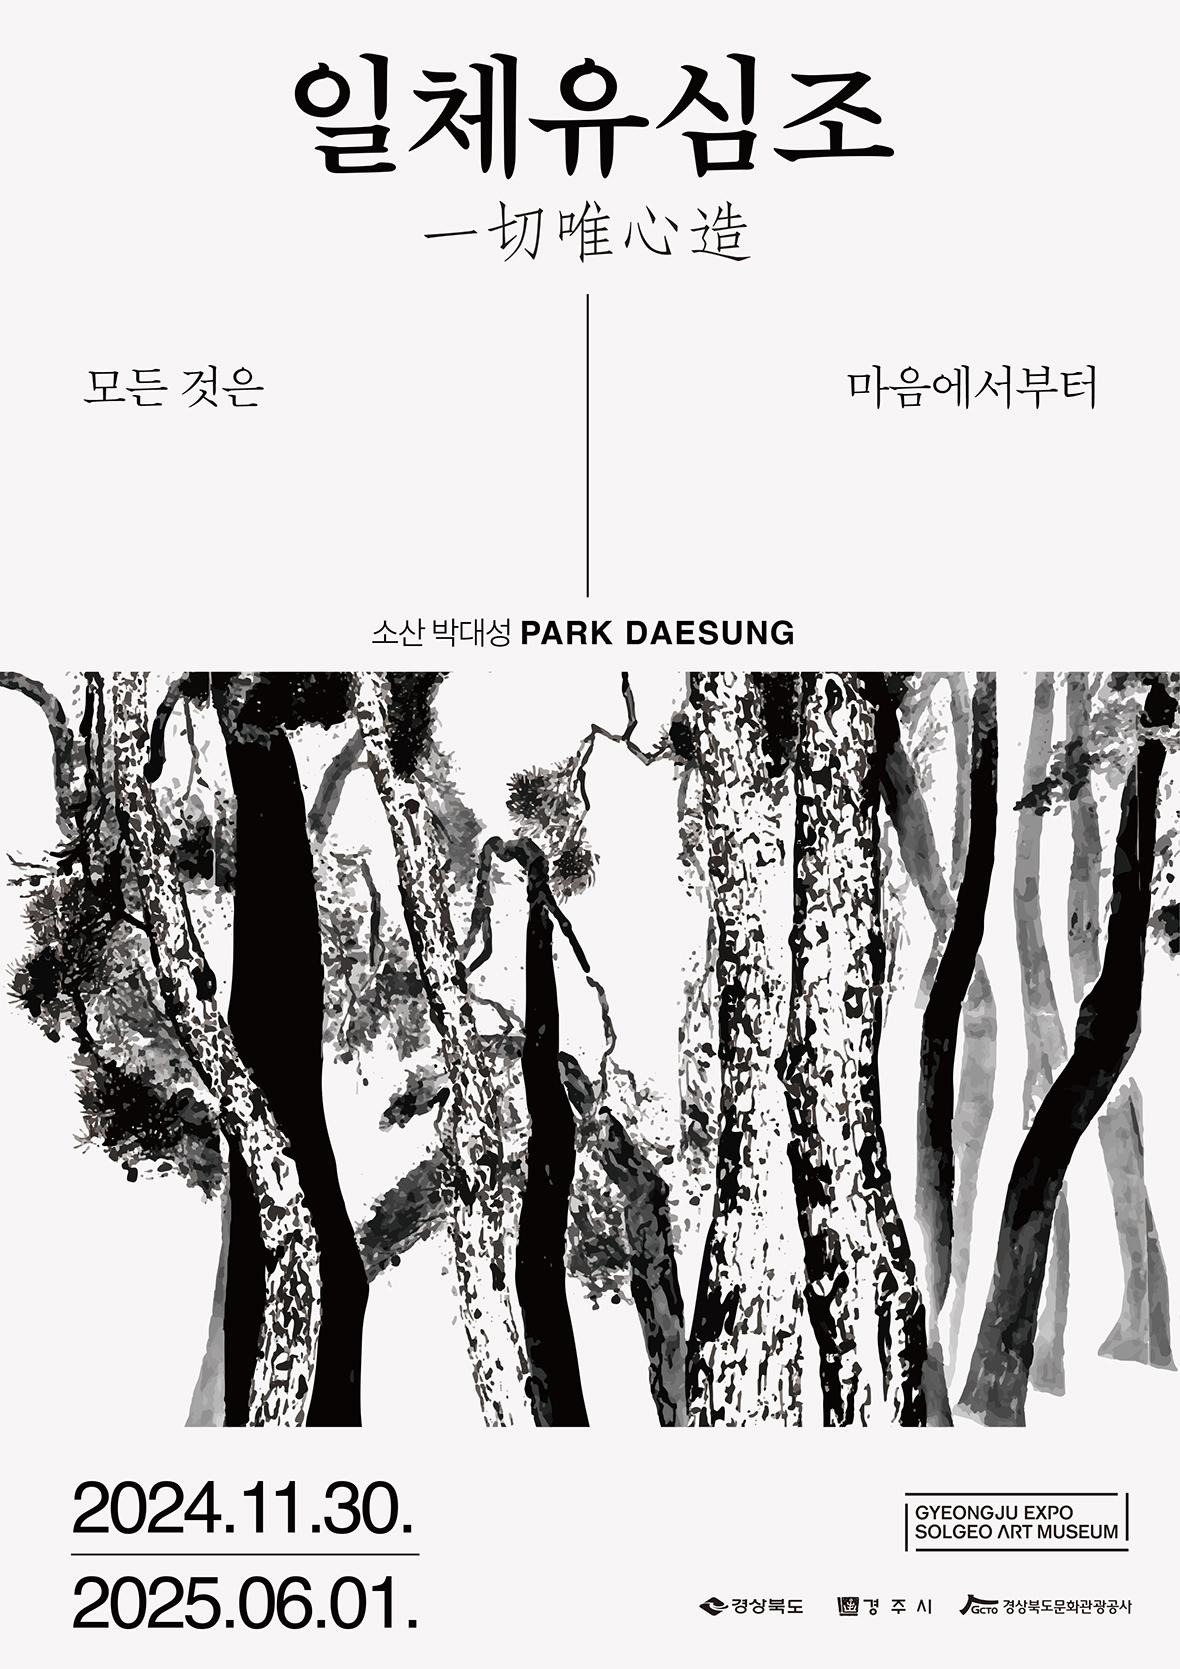 일체유심조
一切唯心造
모든 것은
마음에서부터
소산 박대성 PARK DAESUNG
2024.11.30.
2025.06.01.
GYEONGJU EXPO
SOLGEO ART MUSEUM
경상북도
경주시
GCTO 경상북도문화관광공사